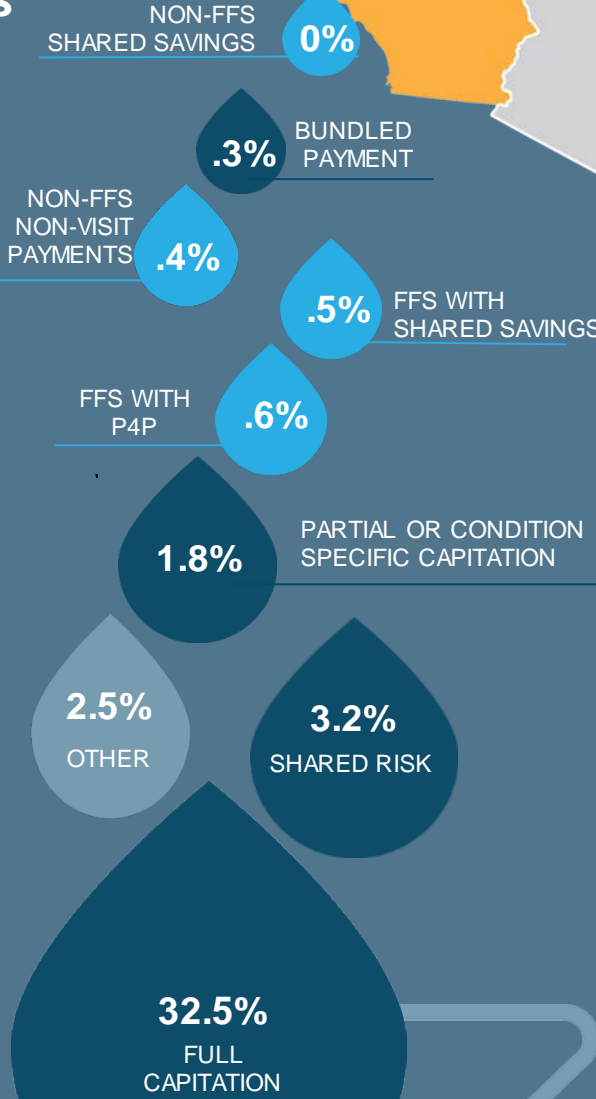 S
NON-FFS
SHARED SAVINGS
0%
.3%
BUNDLED
PAYMENT
NON-FFS
NON-VISIT
PAYMENTS
.4%
.5%
FFS WITH
SHARED SAVINGS
FFS WITH
P4P
.6%
1.8%
PARTIAL OR CONDITION
SPECIFIC CAPITATION
2.5%
OTHER
3.2%
SHARED RISK
32.5%
FULL
CAPITATION